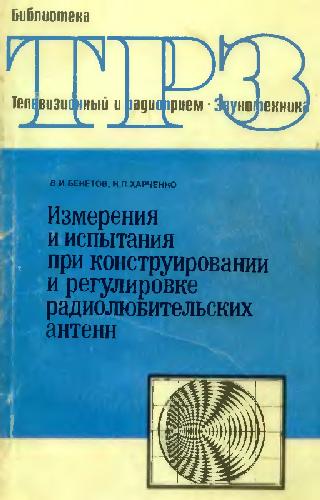 Библиотека
ТРЗ
Телевизионный и радиоприем · Звукотехника
В.И.БЕНЕТОВ, К.П.ХАРЧЕНКО
Измерения
и испытания
при конструировании
и регулировке
радиолюбительских
антенн